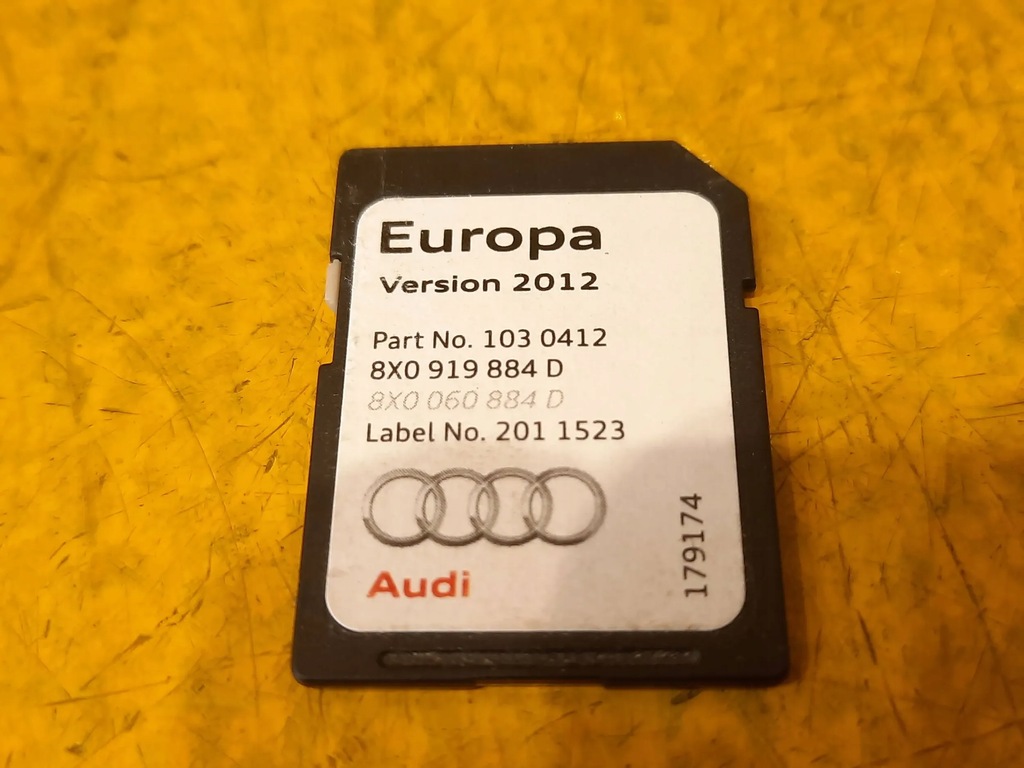 Europa
Version 2012
Part No. 103 0412
8X0 919 884 D
8X0 060 884 D
Label No. 201 1523
Audi
179174